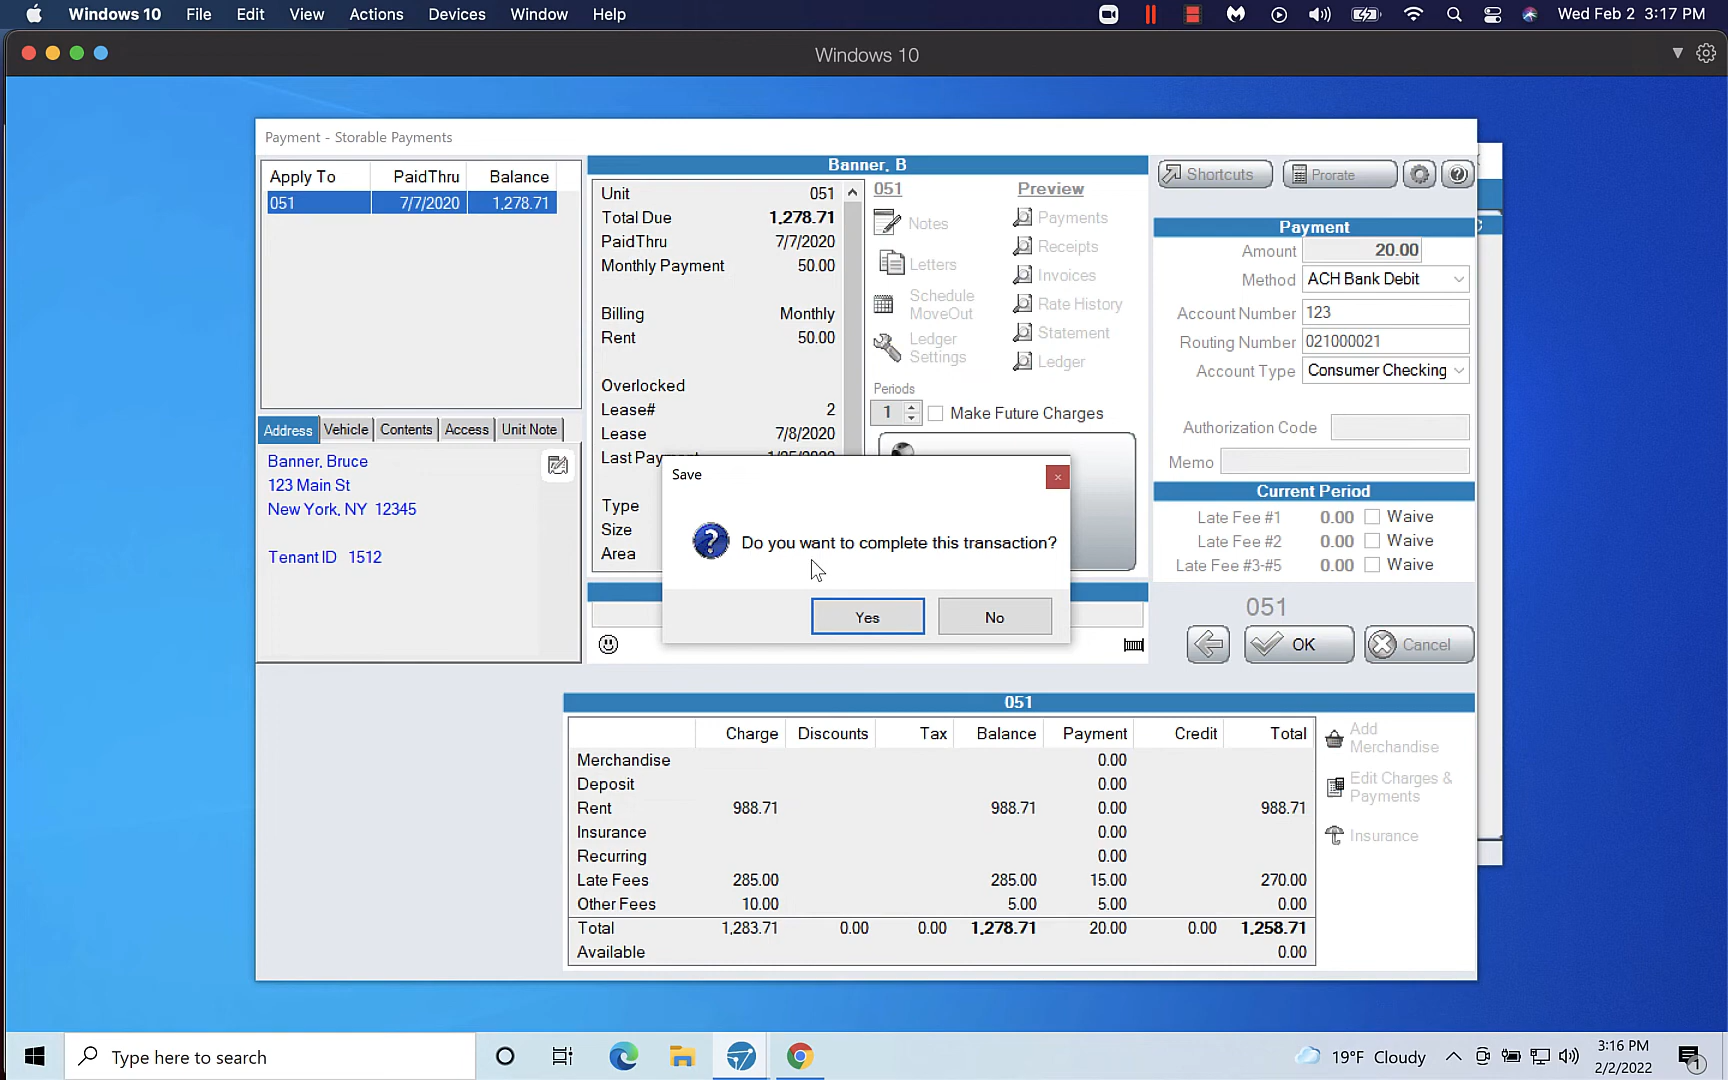 Windows 10 File Edit View Actions Devices Window Help Wed Feb 2 3:17 PM
Windows 10
Payment - Storable Payments
Apply To PaidThru Balance
051 7/7/2020 1,278.71
Address Vehicle Contents Access Unit Note
Banner, Bruce
123 Main St
New York, NY 12345
Tenant ID 1512
Banner, B
Unit 051
Total Due 1,278.71
PaidThru 7/7/2020
Monthly Payment 50.00
Billing Monthly
Rent 50.00
Overlocked
Lease# 2
Lease 7/8/2020
Type
Size
Area
051
Notes
Letters
Schedule
MoveOut
Ledger
Settings
Preview
Payments
Receipts
Invoices
Rate History
Statement
Ledger
Periods
1 Make Future Charges
Shortcuts Prorate
Payment
Amount 20.00
Method ACH Bank Debit
Account Number 123
Routing Number 021000021
Account Type Consumer Checking
Authorization Code
Memo
Current Period
Late Fee #1 0.00 Waive
Late Fee #2 0.00 Waive
Late Fee #3-#5 0.00 Waive
051
OK Cancel
Save
Do you want to complete this transaction?
Yes No
051
Charge Discounts Tax Balance Payment Credit Total
Merchandise 0.00
Deposit 0.00
Rent 988.71 988.71 0.00 988.71
Insurance 0.00
Recurring 0.00
Late Fees 285.00 285.00 15.00 270.00
Other Fees 10.00 5.00 5.00 0.00
Total 1,283.71 0.00 0.00 1,278.71 20.00 0.00 1,258.71
Available 0.00
Add
Merchandise
Edit Charges &
Payments
Insurance
Type here to search
19°F Cloudy
3:16 PM
2/2/2022
1